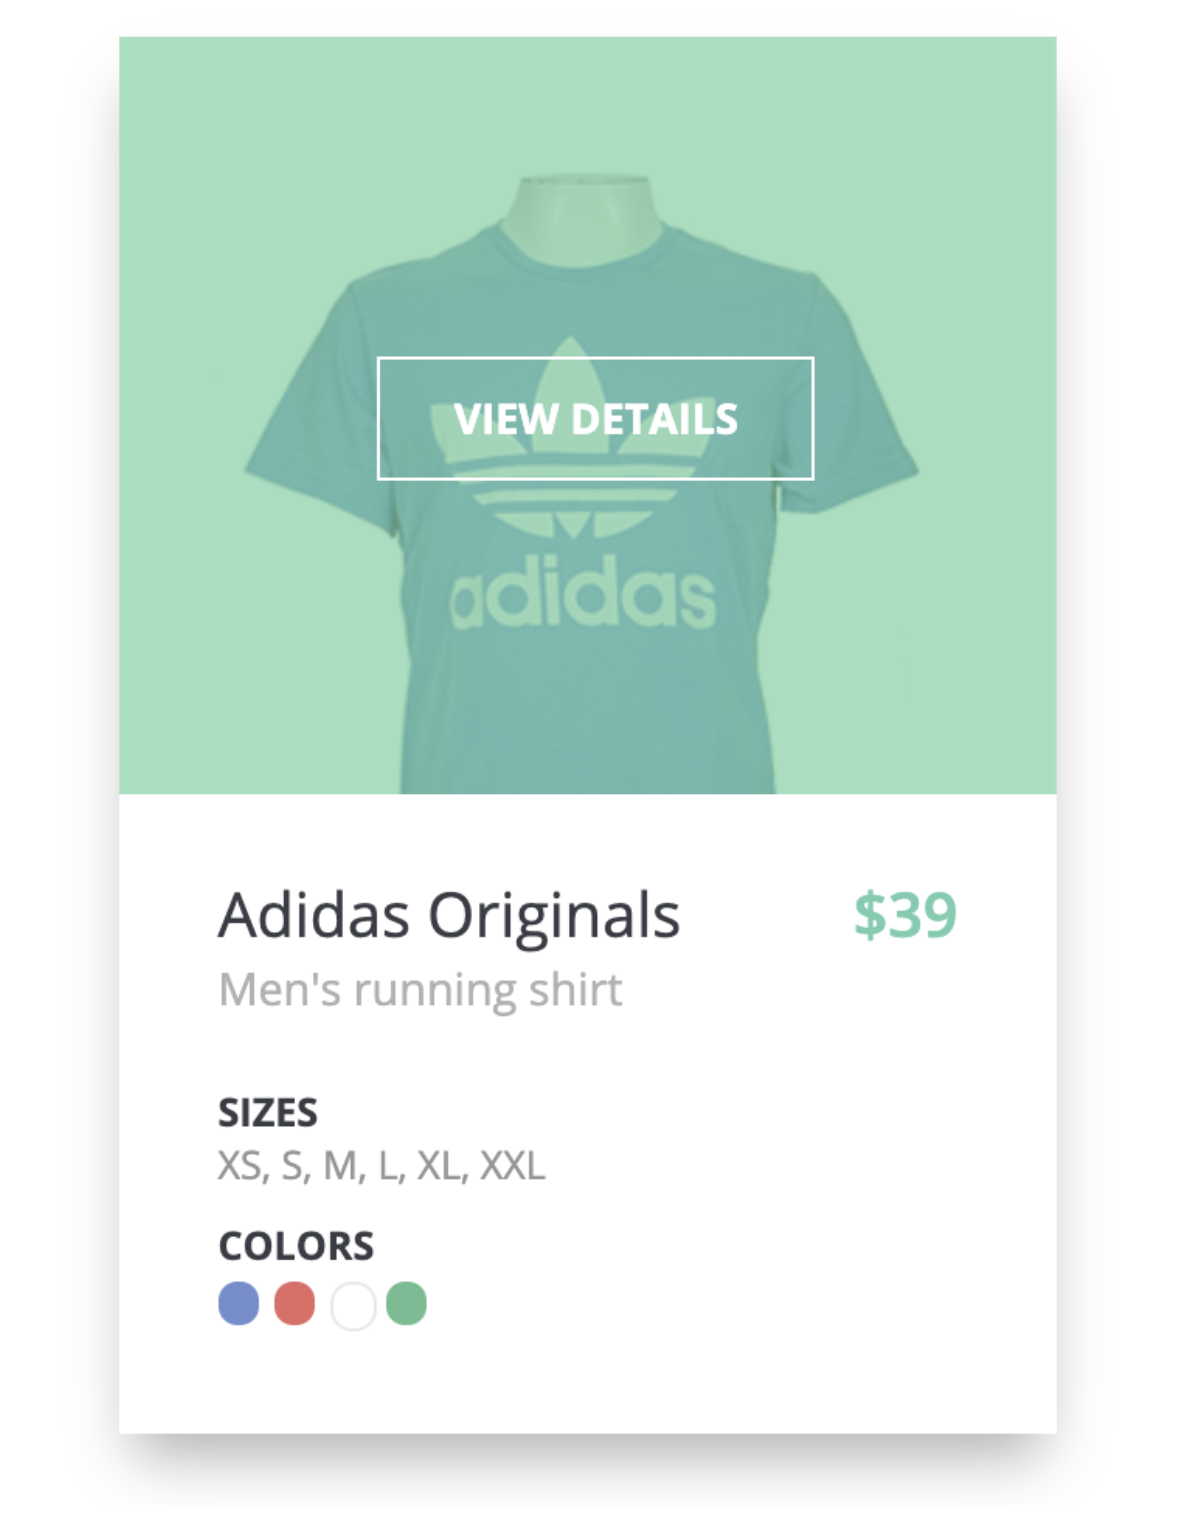 VIEW DETAILS
adidas
Adidas Originals
$39
Men's running shirt
SIZES
XS, S, M, L, XL, XXL
COLORS